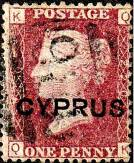 K POSTAGE Q
CYPRUS
Q ONE PENNY K